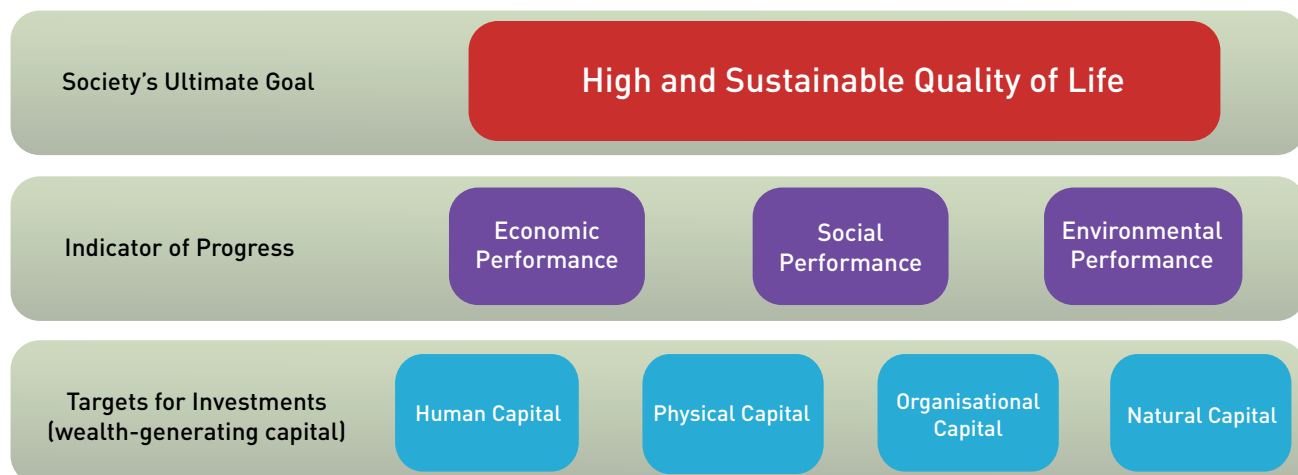 Society's Ultimate Goal
High and Sustainable Quality of Life
Indicator of Progress
Economic
Performance
Social
Performance
Environmental
Performance
Targets for Investments
(wealth-generating capital)
Human Capital
Physical Capital
Organisational
Capital
Natural Capital